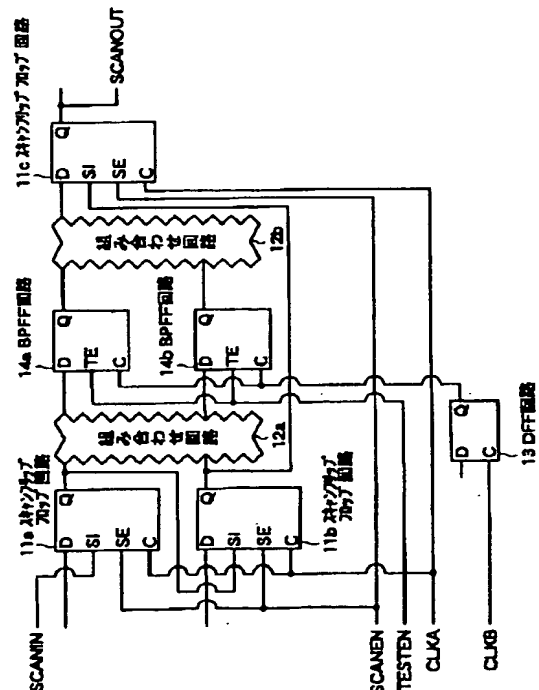 11c スキャンフリップ フロップ 回路
D
Q
SI
SE
C
SCANOUT
14a BPFF回路
D
Q
TE
C
14b BPFF回路
D
Q
TE
C
組み合わせ回路
12b
組み合わせ回路
12a
11a スキャンフリップ
フロップ 回路
D
Q
SI
SE
C
11b スキャンフリップ
フロップ 回路
D
Q
SI
SE
C
D
Q
C
13 DFF回路
SCANIN
SCANEN
TESTEN
CLKA
CLKB